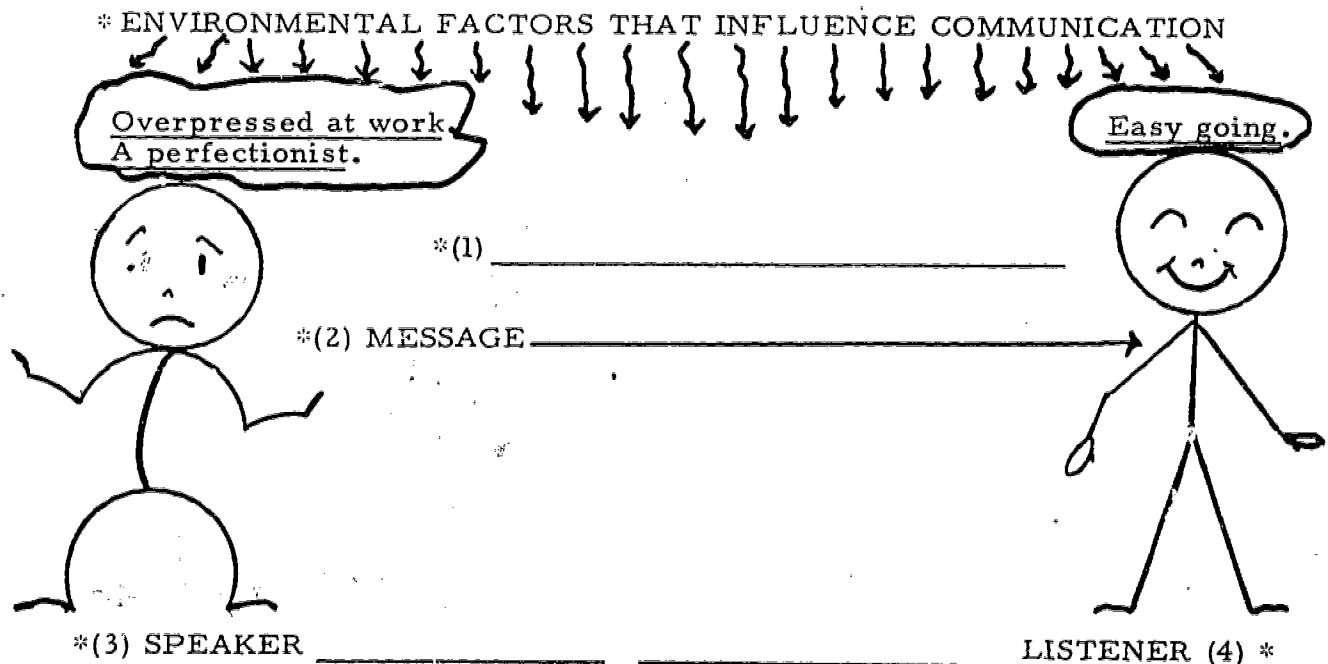 * ENVIRONMENTAL FACTORS THAT INFLUENCE COMMUNICATION
Overpressed at work.
A perfectionist.
Easy going.
*(1)
*(2) MESSAGE
*(3) SPEAKER
LISTENER (4) *